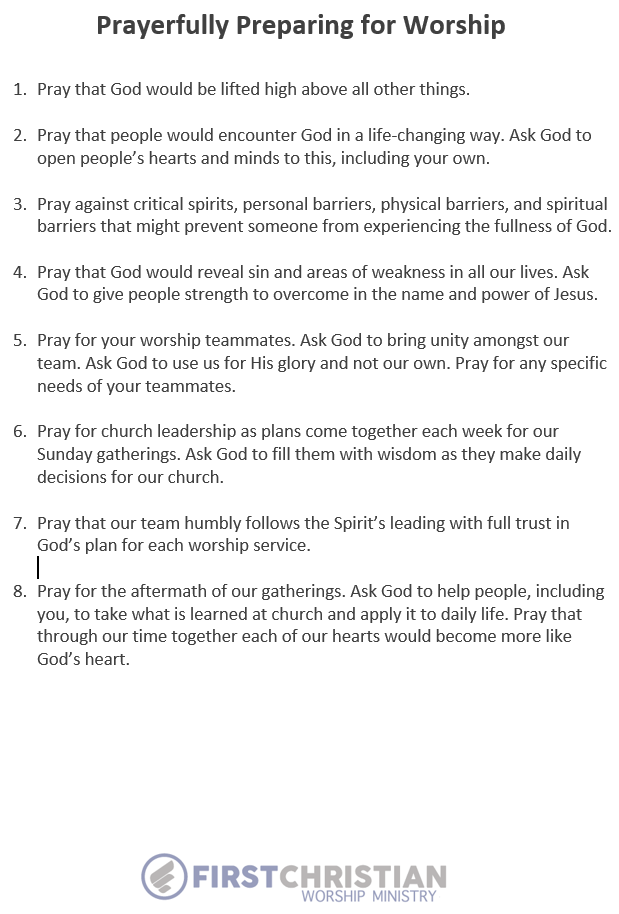 Prayerfully Preparing for Worship
1. Pray that God would be lifted high above all other things.
2. Pray that people would encounter God in a life-changing way. Ask God to
open people’s hearts and minds to this, including your own.
3. Pray against critical spirits, personal barriers, physical barriers, and spiritual
barriers that might prevent someone from experiencing the fullness of God.
4. Pray that God would reveal sin and areas of weakness in all our lives. Ask
God to give people strength to overcome in the name and power of Jesus.
5. Pray for your worship teammates. Ask God to bring unity amongst our
team. Ask God to use us for His glory and not our own. Pray for any specific
needs of your teammates.
6. Pray for church leadership as plans come together each week for our
Sunday gatherings. Ask God to fill them with wisdom as they make daily
decisions for our church.
7. Pray that our team humbly follows the Spirit’s leading with full trust in
God’s plan for each worship service.
8. Pray for the aftermath of our gatherings. Ask God to help people, including
you, to take what is learned at church and apply it to daily life. Pray that
through our time together each of our hearts would become more like
God’s heart.
FIRSTCHRISTIAN
WORSHIP MINISTRY